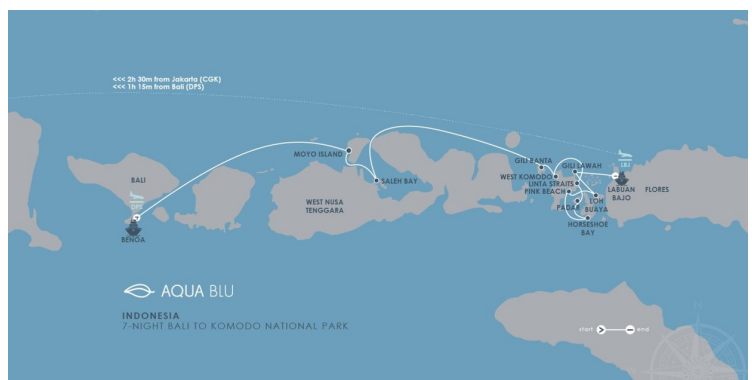 <<< 2h 30m from Jakarta (CGK)
<<< 1h 15m from Bali (DPS)
MOYO ISLAND
SALEH BAY
BALI
DPS
BENOA
WEST NUSA
TENGGARA
GILI BANTA
GILI LAWAH
WEST KOMODO
LINTA STRAITS
PINK BEACH
PADAR
LOH
BUAYA
HORSESHOE
BAY
LBJ
LABUAN
BAJO
FLORES
AQUA BLU
INDONESIA
7-NIGHT BALI TO KOMODO NATIONAL PARK
start
end
N